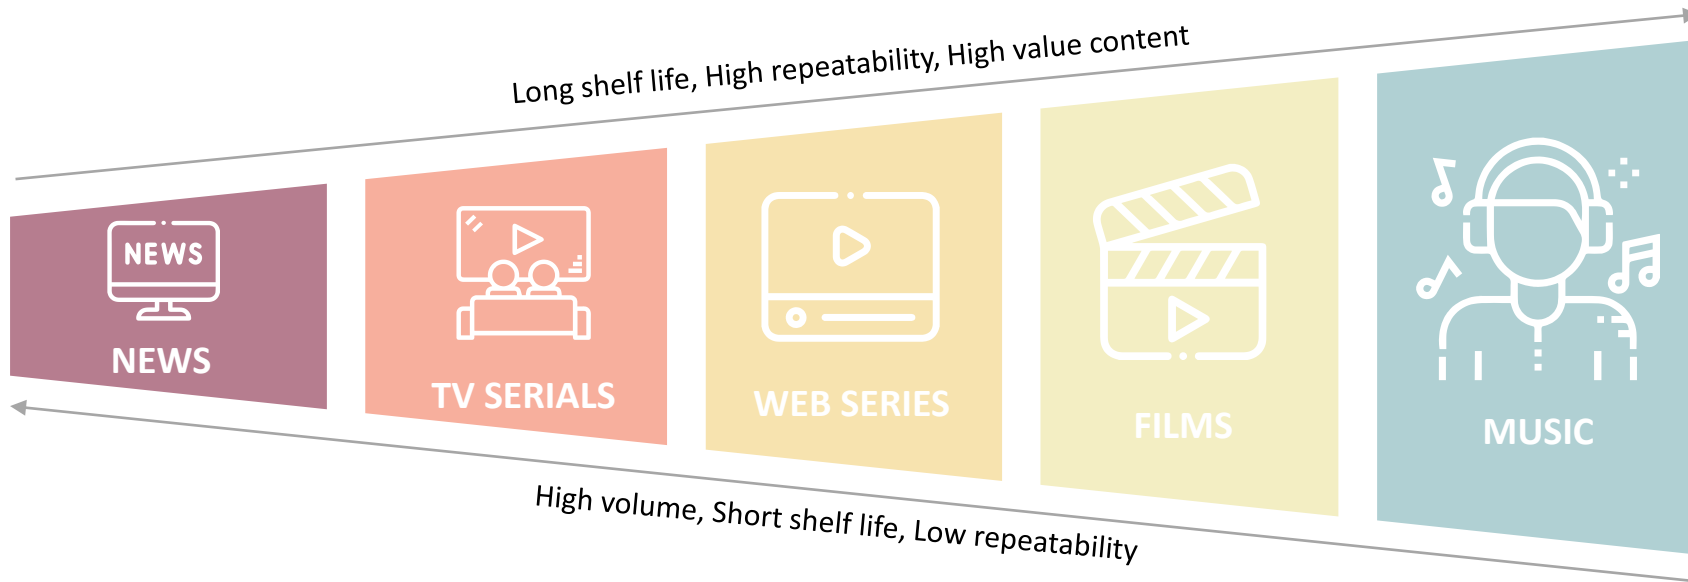 Long shelf life, High repeatability, High value content
NEWS
NEWS
TV SERIALS
WEB SERIES
FILMS
MUSIC
High volume, Short shelf life, Low repeatability